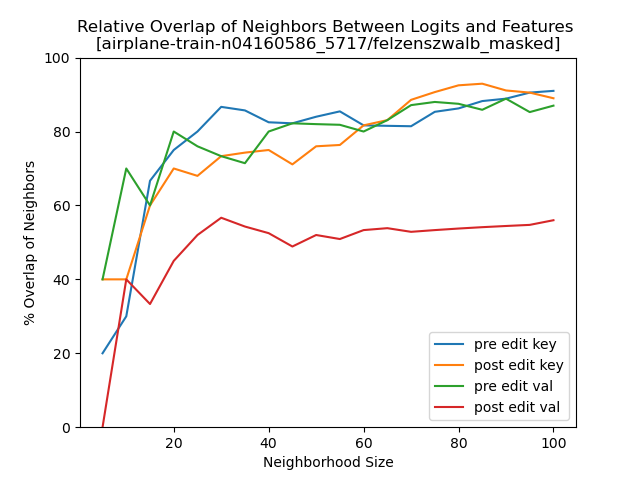 Relative Overlap of Neighbors Between Logits and Features
[airplane-train-n04160586_5717/felzenszwalb_masked]
% Overlap of Neighbors
100
80
60
40
20
0
pre edit key
post edit key
pre edit val
post edit val
20 40 60 80 100
Neighborhood Size